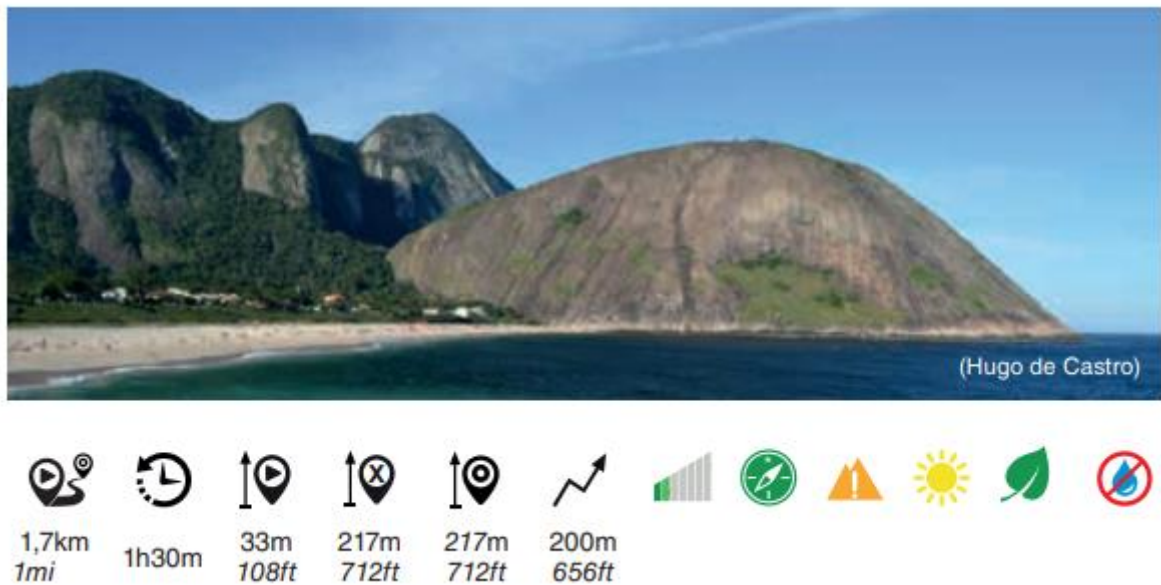 (Hugo de Castro)
1,7km
1mi
1h30m
33m
108ft
217m
712ft
217m
712ft
200m
656ft